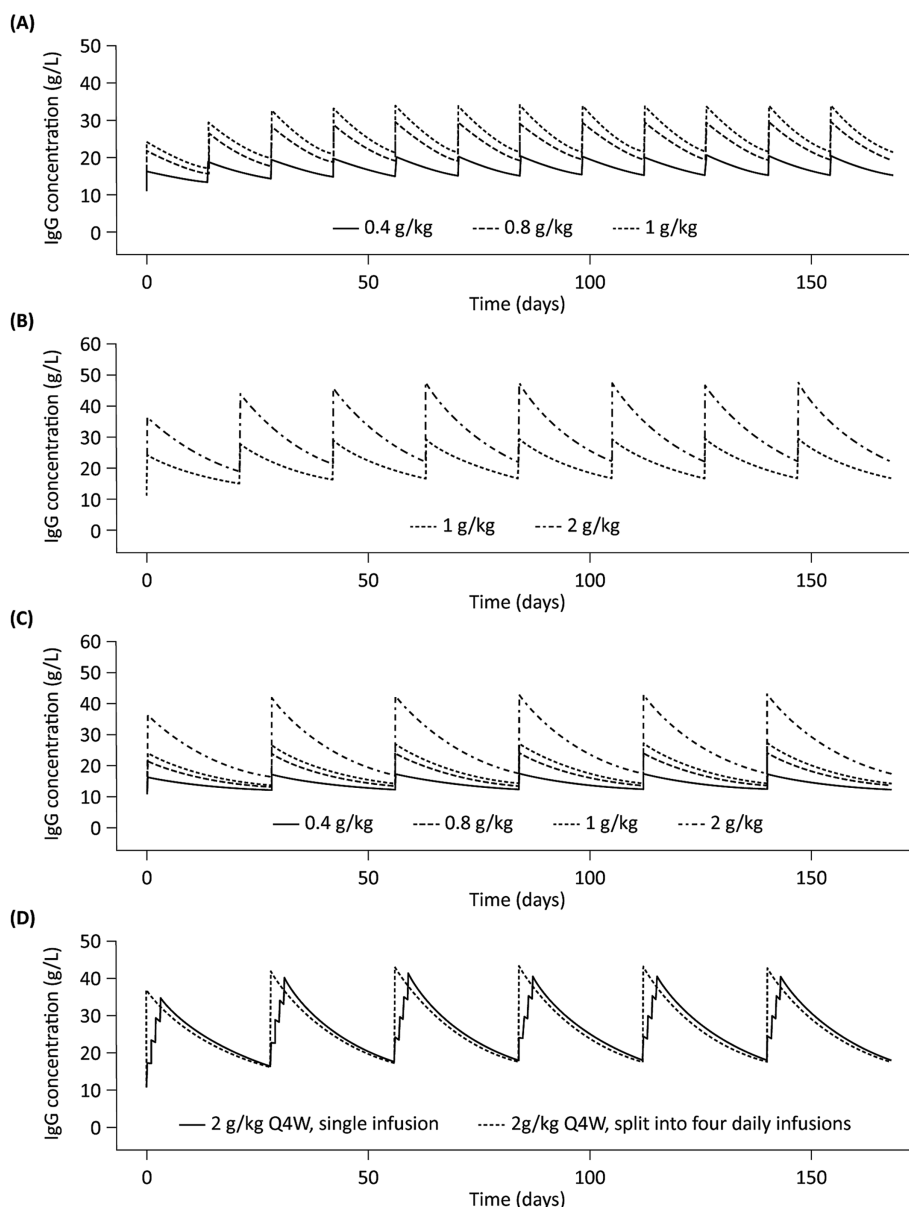 (A)
50
40
30
20
10
0
IgG concentration (g/L)
0.4 g/kg 0.8 g/kg 1 g/kg
0 50 100 150
Time (days)
(B)
60
50
40
30
20
10
0
IgG concentration (g/L)
1 g/kg 2 g/kg
0 50 100 150
Time (days)
(C)
60
50
40
30
20
10
0
IgG concentration (g/L)
0.4 g/kg 0.8 g/kg 1 g/kg 2 g/kg
0 50 100 150
Time (days)
(D)
50
40
30
20
10
0
IgG concentration (g/L)
2 g/kg Q4W, single infusion 2g/kg Q4W, split into four daily infusions
0 50 100 150
Time (days)